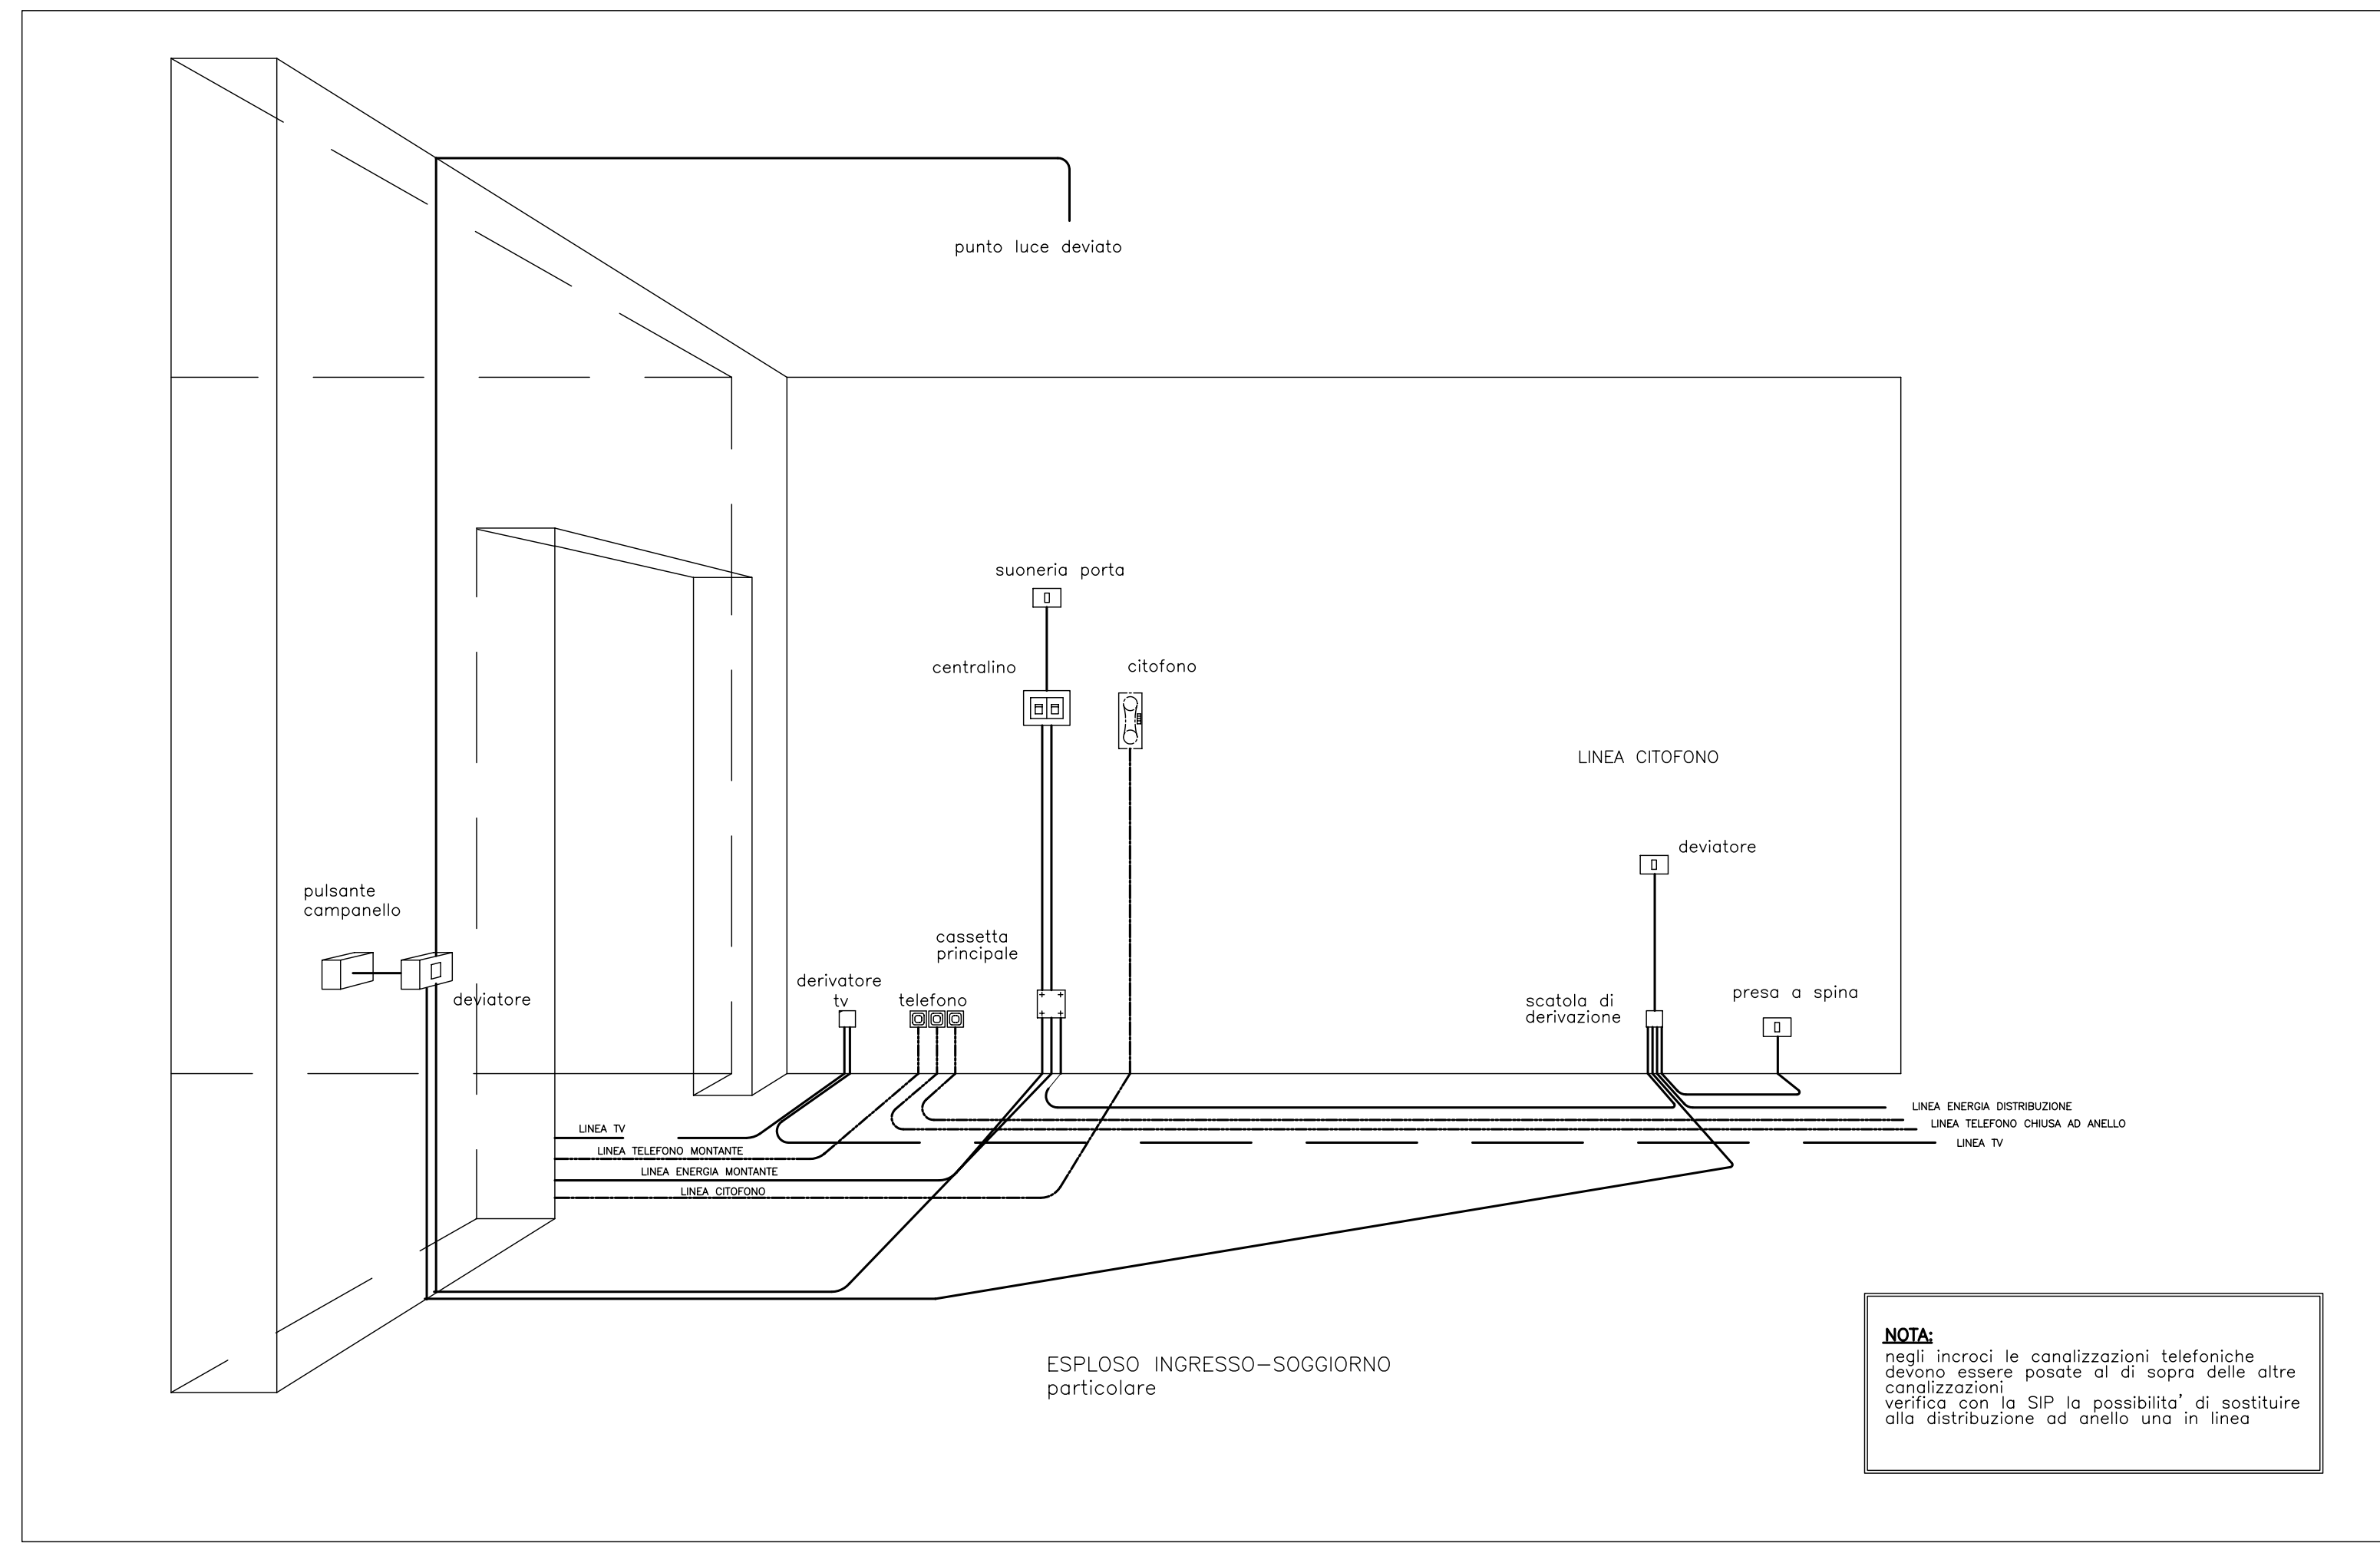 punto luce deviato
suoneria porta
centralino
citofono
LINEA CITOFONO
deviatore
pulsante
campanello
cassetta
principale
derivatore
tv
telefono
deviatore
scatola di
derivazione
presa a spina
LINEA TV
LINEA TELEFONO MONTANTE
LINEA ENERGIA MONTANTE
LINEA CITOFONO
LINEA ENERGIA DISTRIBUZIONE
LINEA TELEFONO CHIUSA AD ANELLO
LINEA TV
ESPLOSO INGRESSO-SOGGIORNO
particolare
NOTA:
negli incroci le canalizzazioni telefoniche
devono essere posate al di sopra delle altre
canalizzazioni
verifica con la SIP la possibilita' di sostituire
alla distribuzione ad anello una in linea